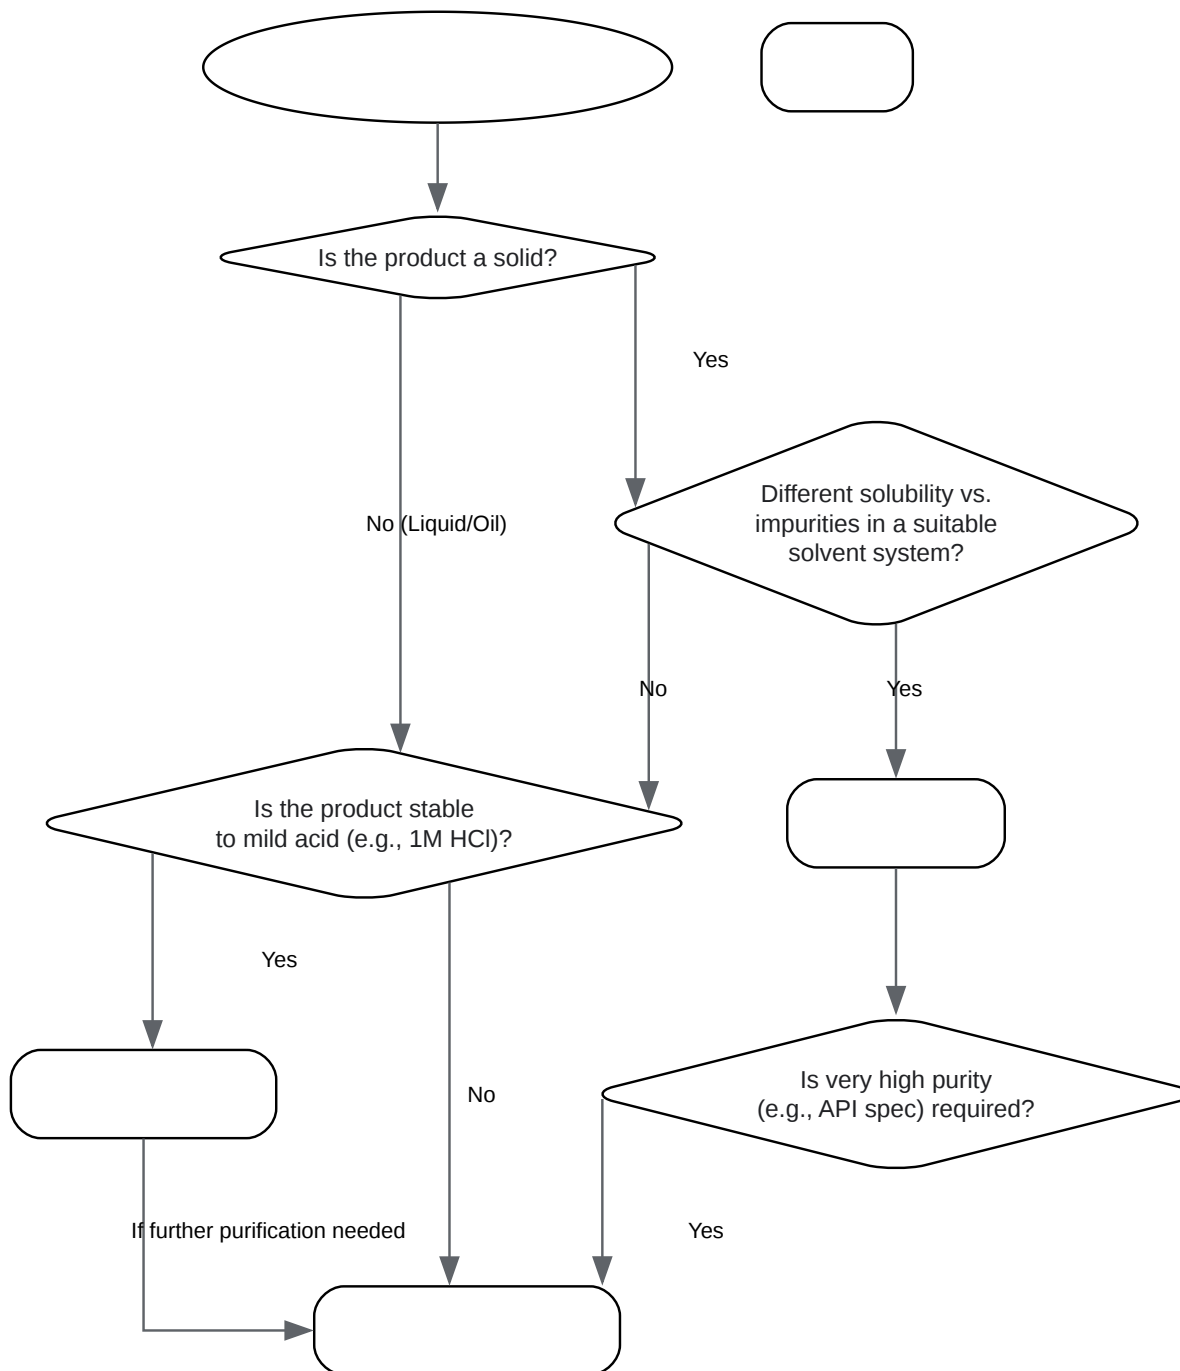 Is the product a solid?
Yes
Different solubility vs.
impurities in a suitable
solvent system?
No (Liquid/Oil)
No
Yes
Is the product stable
to mild acid (e.g., 1M HCl)?
Yes
Is very high purity
(e.g., API spec) required?
No
If further purification needed
Yes